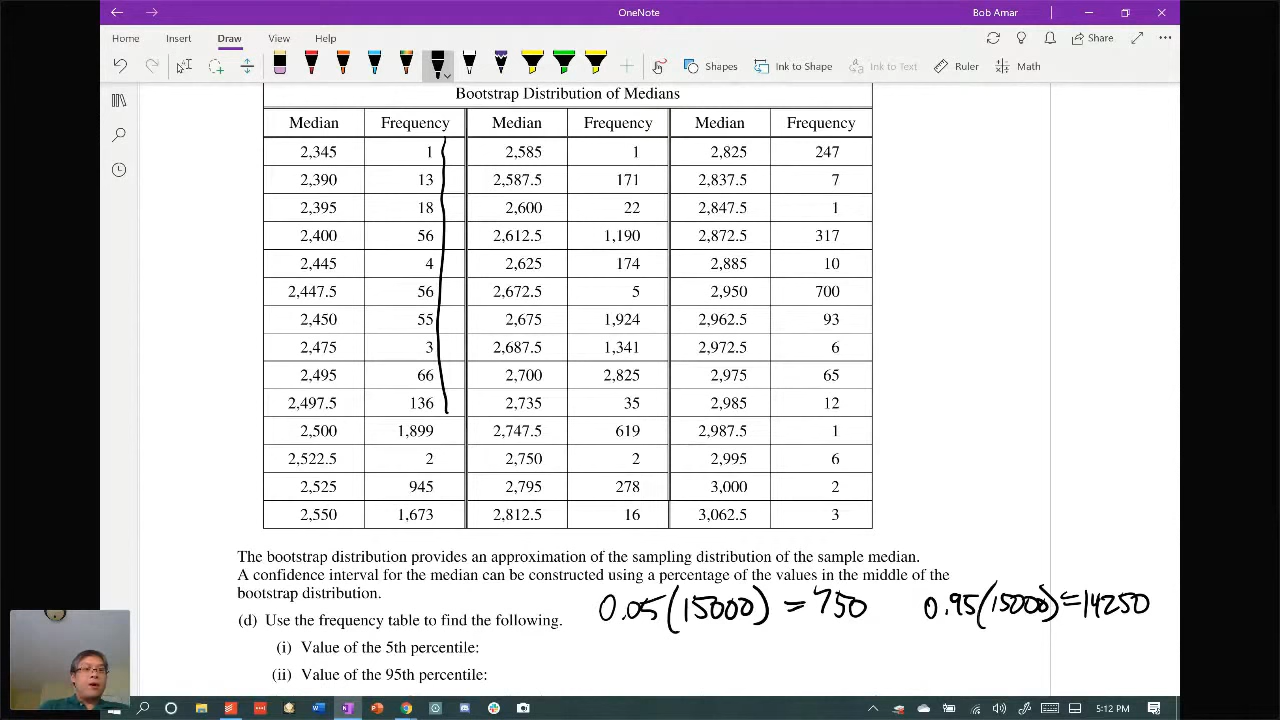 OneNote
Bob Amar
Home Insert Draw View Help
Share
Shapes Ink to Shape Ink to Text Ruler Math
Bootstrap Distribution of Medians
Median Frequency Median Frequency Median Frequency
2,345 1 2,585 1 2,825 247
2,390 13 2,587.5 171 2,837.5 7
2,395 18 2,600 22 2,847.5 1
2,400 56 2,612.5 1,190 2,872.5 317
2,445 4 2,625 174 2,885 10
2,447.5 56 2,672.5 5 2,950 700
2,450 55 2,675 1,924 2,962.5 93
2,475 3 2,687.5 1,341 2,972.5 6
2,495 66 2,700 2,825 2,975 65
2,497.5 136 2,735 35 2,985 12
2,500 1,899 2,747.5 619 2,987.5 1
2,522.5 2 2,750 2 2,995 6
2,525 945 2,795 278 3,000 2
2,550 1,673 2,812.5 16 3,062.5 3
The bootstrap distribution provides an approximation of the sampling distribution of the sample median.
A confidence interval for the median can be constructed using a percentage of the values in the middle of the
bootstrap distribution.
0.05(15000) = 750 0.95(15000)=14250
(d) Use the frequency table to find the following.
(i) Value of the 5th percentile:
(ii) Value of the 95th percentile:
5:12 PM